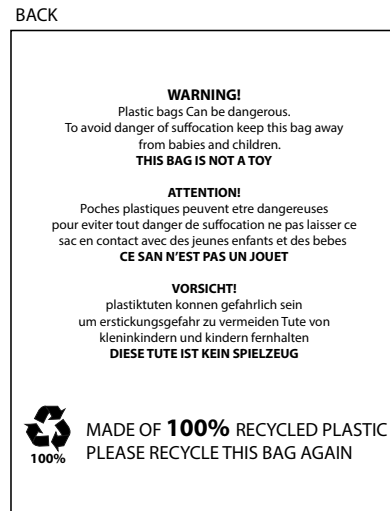 BACK
WARNING!
Plastic bags Can be dangerous.
To avoid danger of suffocation keep this bag away
from babies and children.
THIS BAG IS NOT A TOY
ATTENTION!
Poches plastiques peuvent etre dangereuses
pour eviter tout danger de suffocation ne pas laisser ce
sac en contact avec des jeunes enfants et des bebes
CE SAN N'EST PAS UN JOUET
VORSICHT!
plastiktuten konnen gefahrlich sein
um erstickungsgefahr zu vermeiden Tute von
kleninkindern und kindern fernhalten
DIESE TUTE IST KEIN SPIELZEUG
MADE OF 100% RECYCLED PLASTIC
PLEASE RECYCLE THIS BAG AGAIN
100%